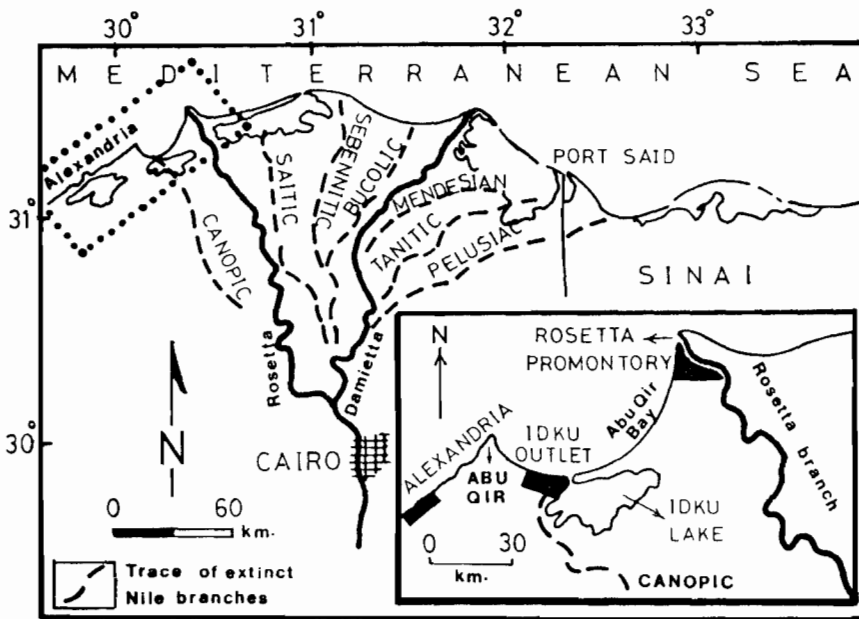 30 31 32 33
MEDITERRANEAN SEA
Alexandria
PORT SAID
SEBENNITIC
BUCOLIC
SAITIC
MENDESIAN
31
CANOPIC
TANITIC
PELUSIAC
SINAI
Rosetta
Damietta
N
30
CAIRO
0 60
km.
Trace of extinct
Nile branches
N
ROSETTA
PROMONTORY
Abu Qir
Bay
Rosetta branch
ALEXANDRIA
IDKU
OUTLET
ABU
QIR
IDKU
LAKE
0 30
km.
CANOPIC